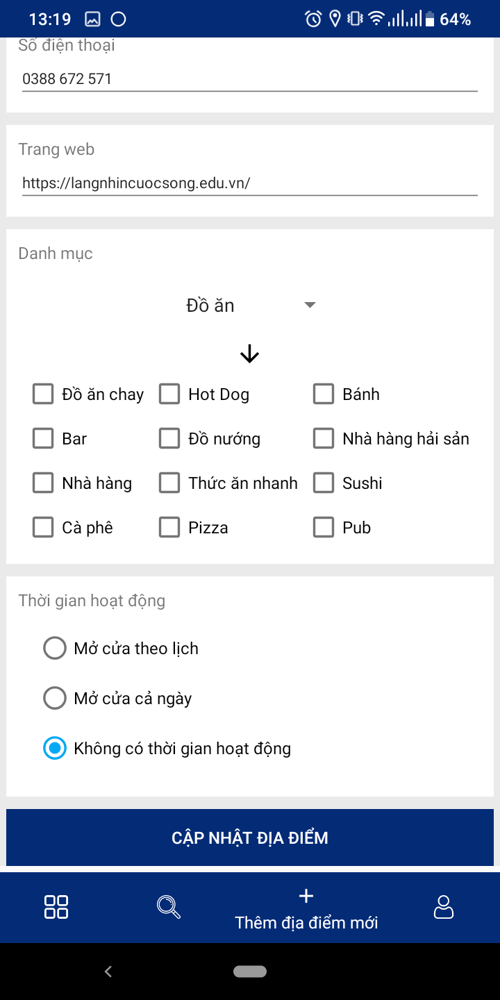 13:19 64%
Số điện thoại
0388 672 571
Trang web
https://langnhincuocsong.edu.vn/
Danh mục
Đồ ăn
Đồ ăn chay Hot Dog Bánh
Bar Đồ nướng Nhà hàng hải sản
Nhà hàng Thức ăn nhanh Sushi
Cà phê Pizza Pub
Thời gian hoạt động
Mở cửa theo lịch
Mở cửa cả ngày
Không có thời gian hoạt động
CẬP NHẬT ĐỊA ĐIỂM
Thêm địa điểm mới